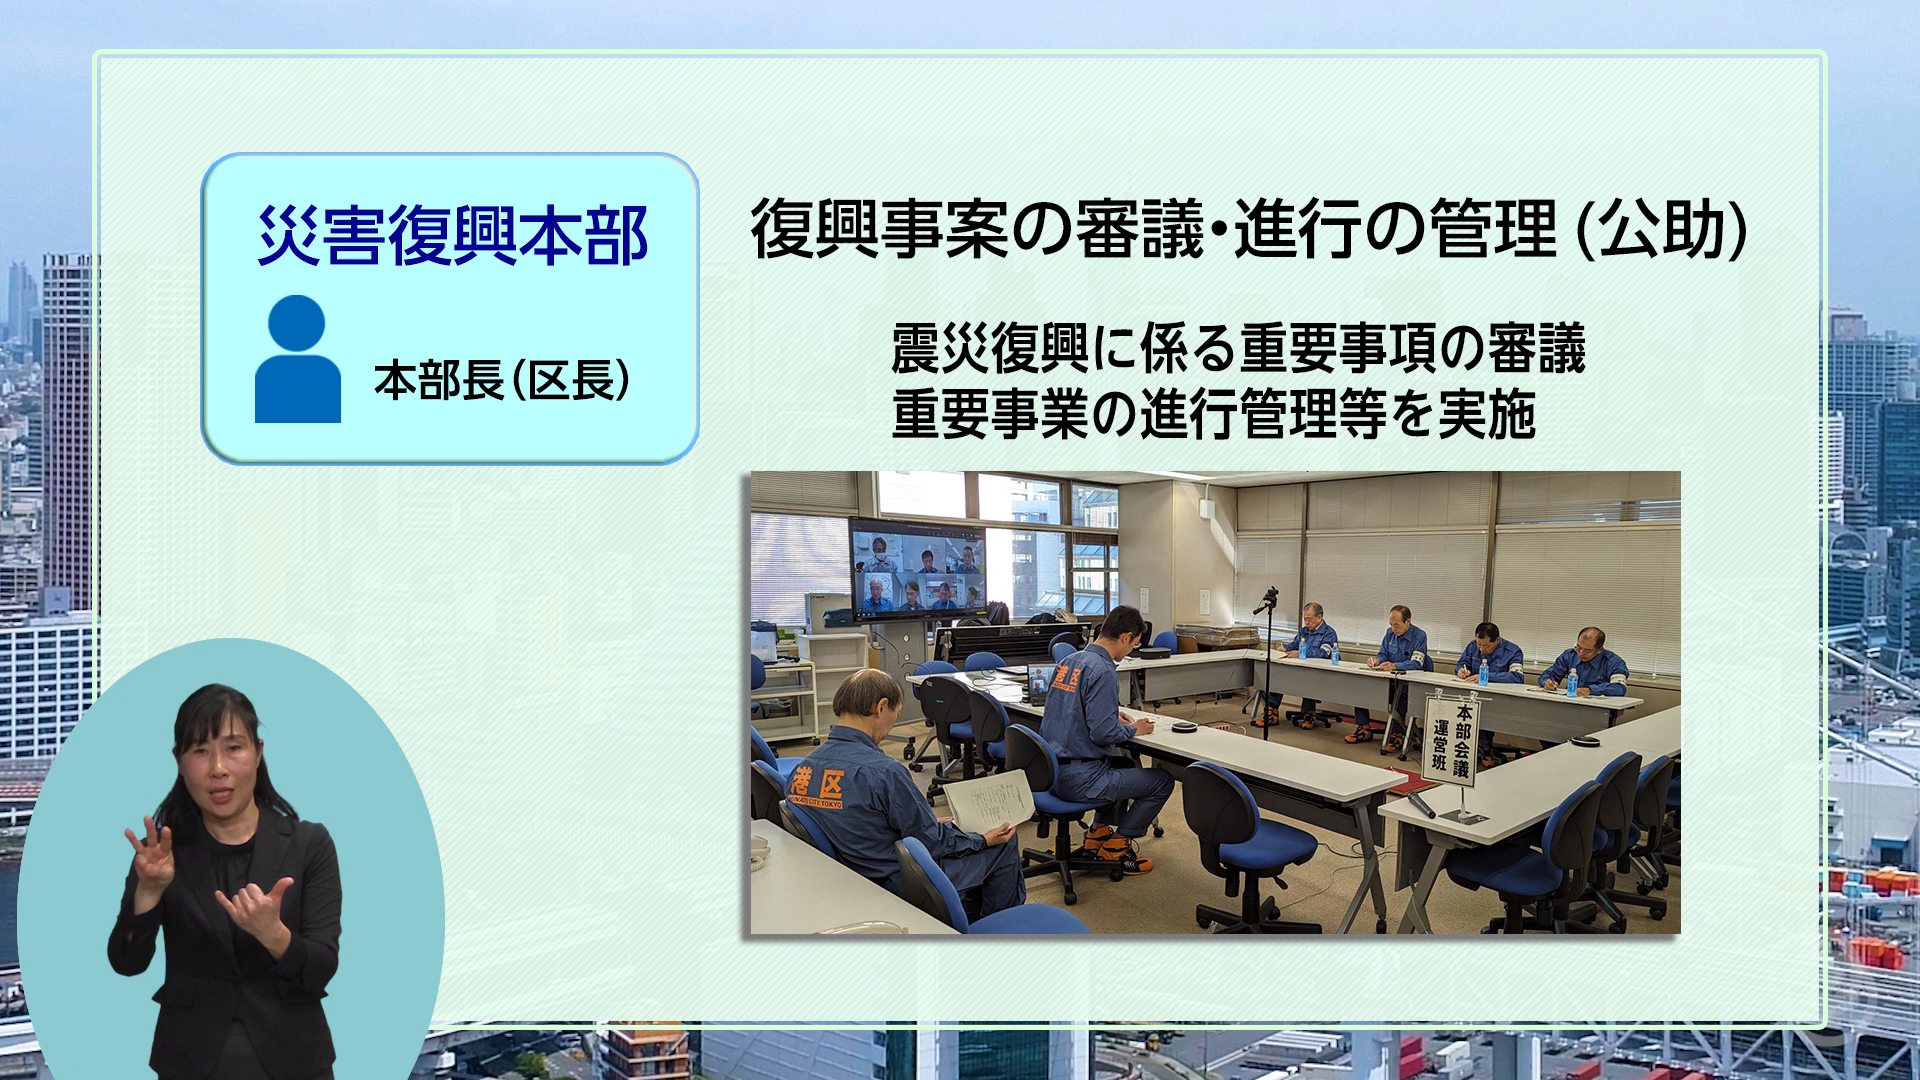 災害復興本部
本部長(区長)
復興事案の審議・進行の管理(公助)
震災復興に係る重要事項の審議
重要事業の進行管理等を実施
港区
港区
MINATO CITY TOKYO
本部会議
運営班